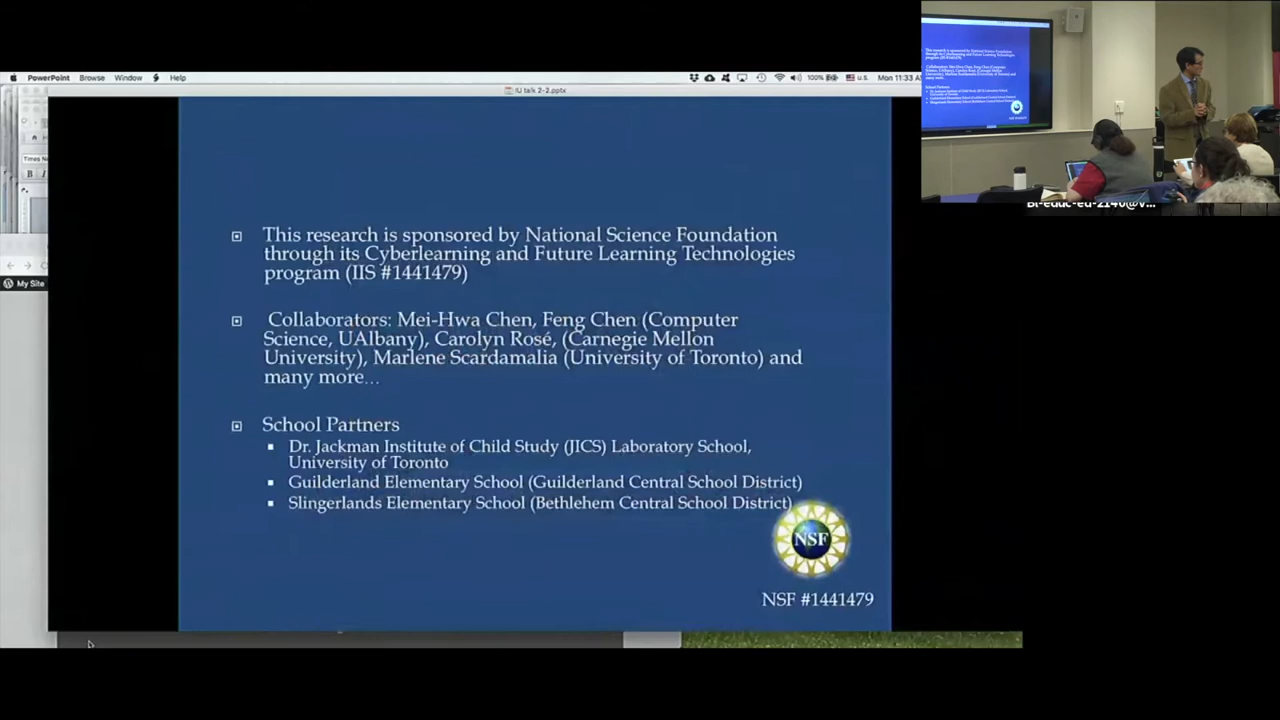 PowerPoint Browse Window Help
100%
U.S.
Mon 11:33 A
IU talk 2-2.pptx
Times N
B I
My Site
This research is sponsored by National Science Foundation
through its Cyberlearning and Future Learning Technologies
program (IIS #1441479)
Collaborators: Mei-Hwa Chen, Feng Chen (Computer
Science, UAlbany), Carolyn Rosé, (Carnegie Mellon
University), Marlene Scardamalia (University of Toronto) and
many more...
School Partners
Dr. Jackman Institute of Child Study (JICS) Laboratory School,
University of Toronto
Guilderland Elementary School (Guilderland Central School District)
Slingerlands Elementary School (Bethlehem Central School District)
NSF
NSF #1441479